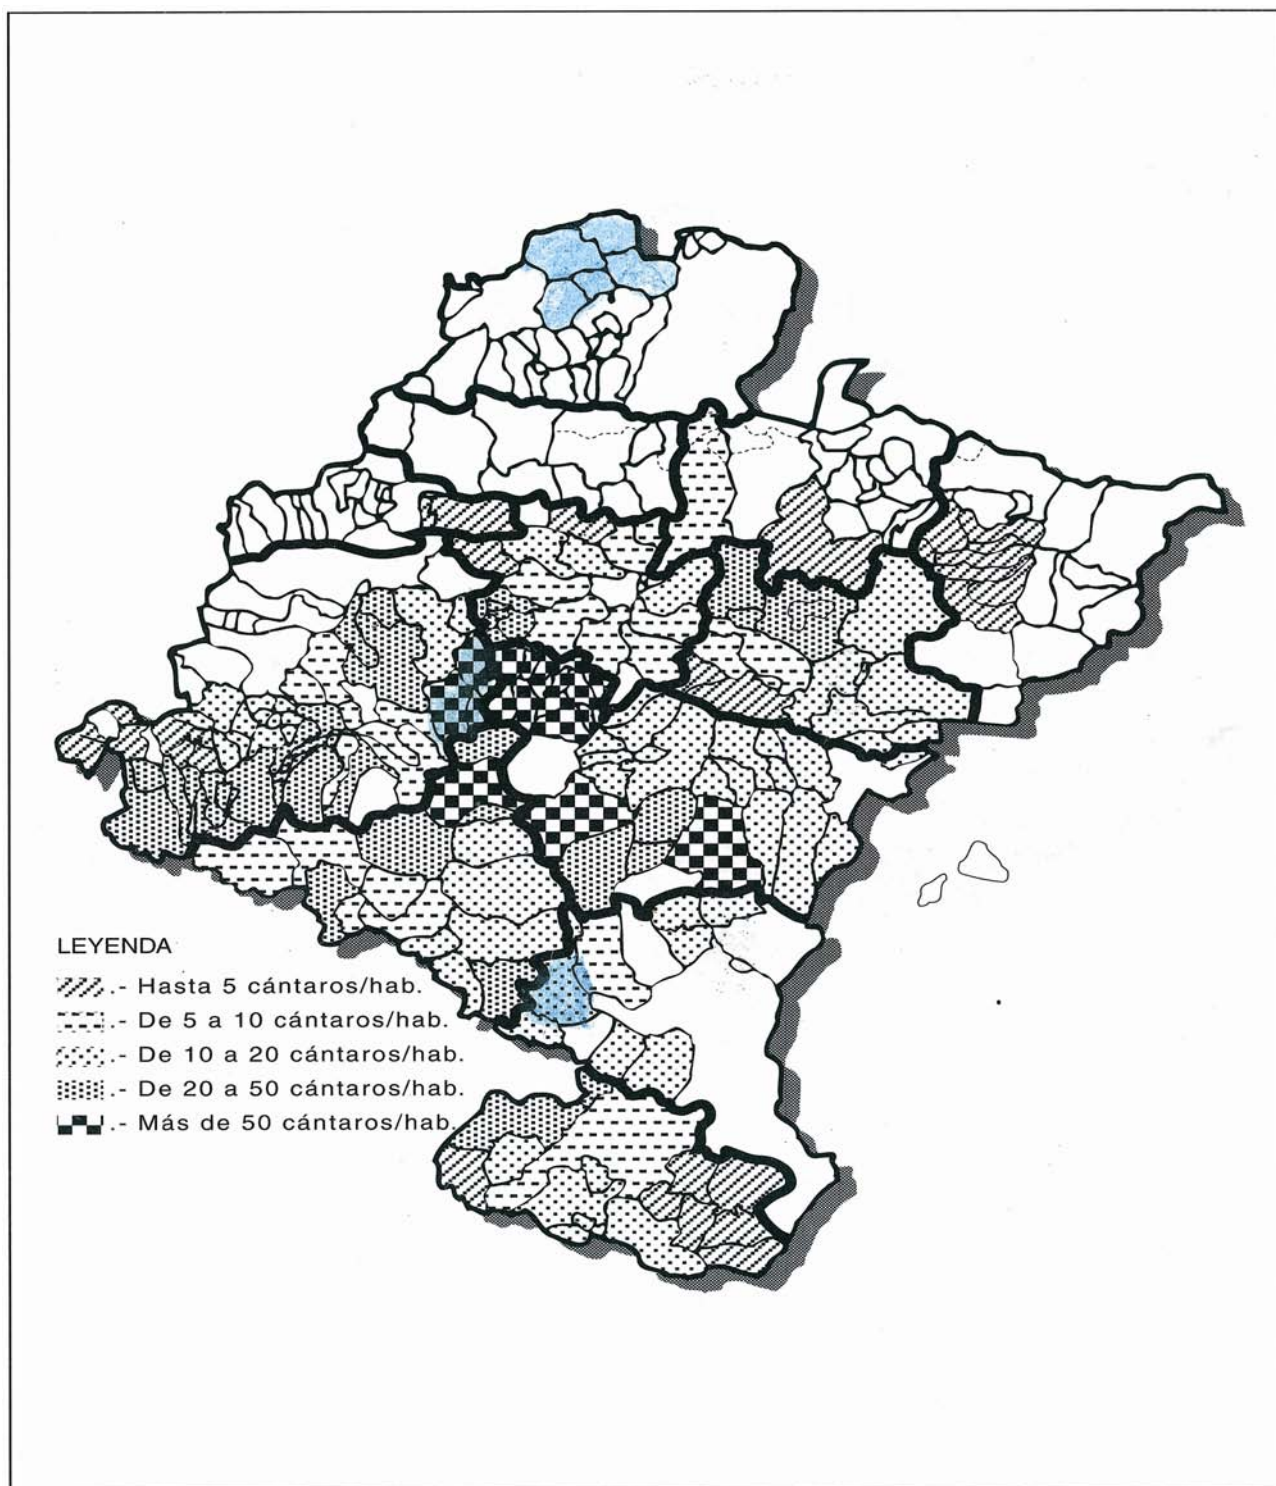 LEYENDA
.- Hasta 5 cántaros/hab.
.- De 5 a 10 cántaros/hab.
.- De 10 a 20 cántaros/hab.
.- De 20 a 50 cántaros/hab.
.- Más de 50 cántaros/hab.